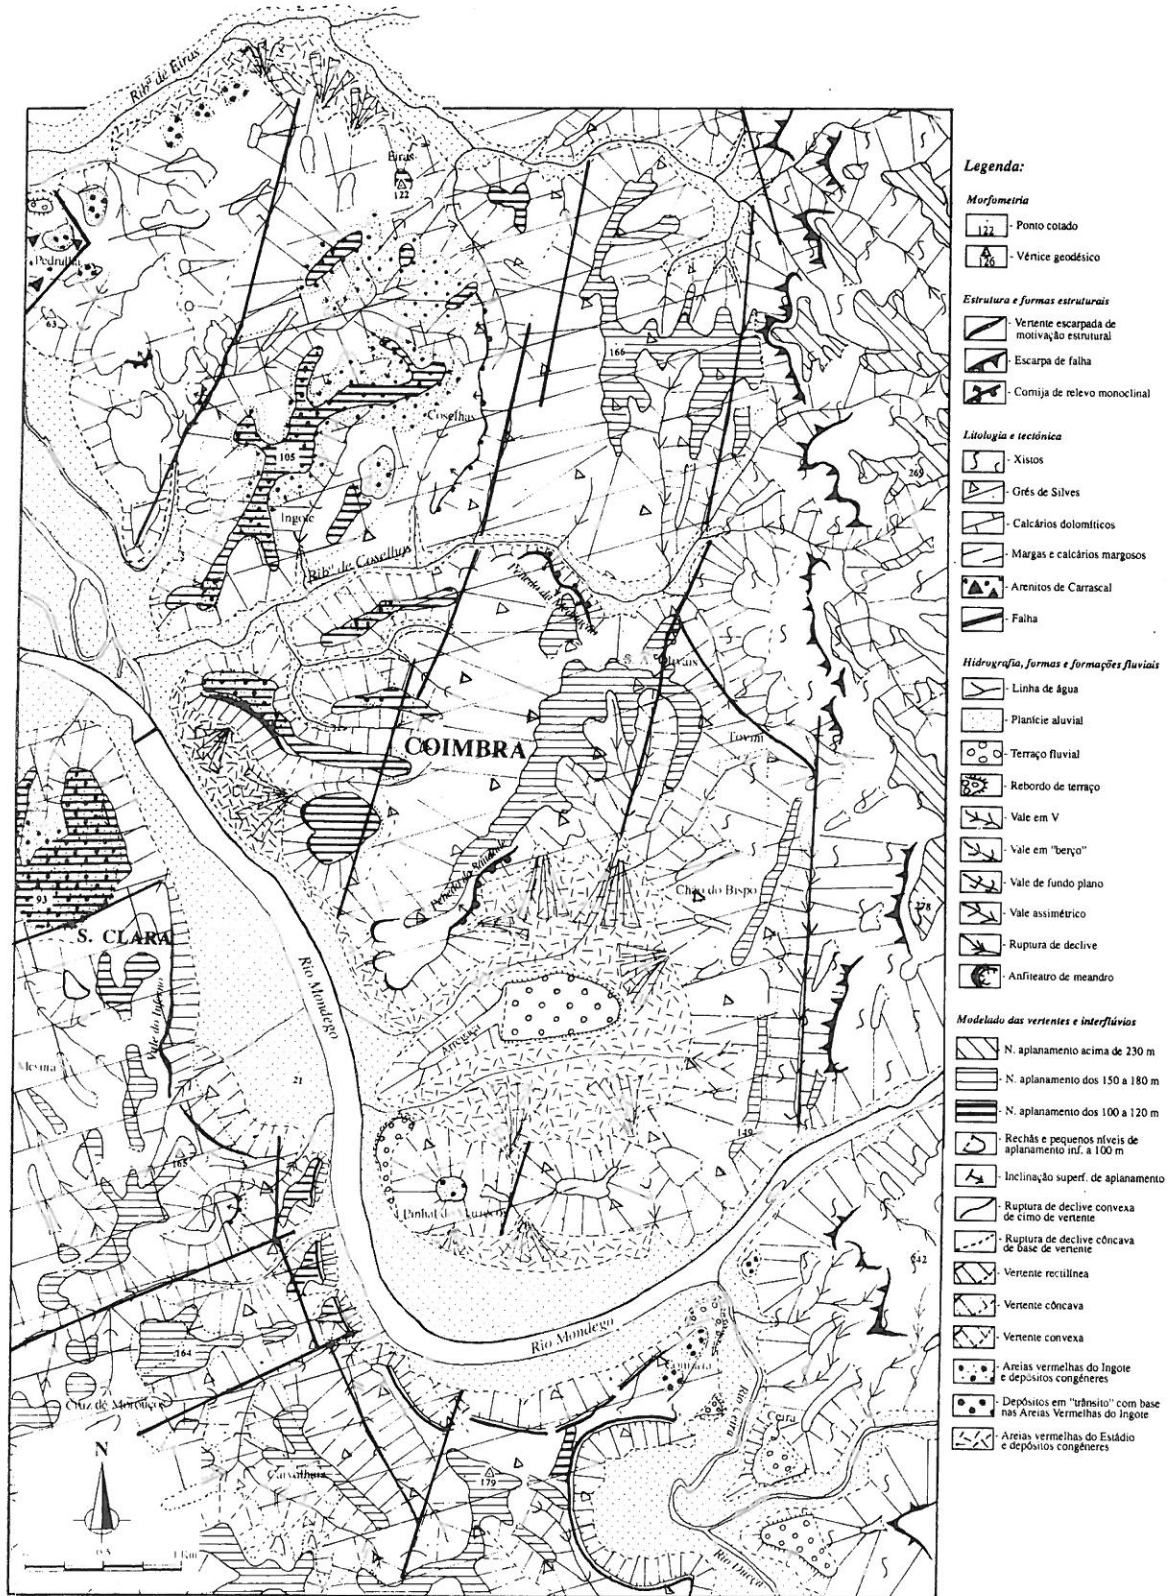 Ribª de Eiras
Eiras
122
Pedrulha
63
166
Coselhas
105
Ingote
Ribª de Coselhas
269
Olivais
Tovim
COIMBRA
Penedo da Saudade
Chão do Bispo
278
93
S. CLARA
Vale do Inferno
Rio Mondego
Arregaça
Mesura
21
149
165
Pinhal de Marrocos
242
Rio Mondego
164
Cruz de Morouços
Rio Ceira
Ceira
Carvalhais
179
Rio Dueça
N
0.5
1 Km
Legenda:
Morfometria
122 - Ponto cotado
126 - Vértice geodésico
Estrutura e formas estruturais
- Vertente escarpada de
motivação estrutural
- Escarpa de falha
- Cornija de relevo monoclinal
Litologia e tectónica
- Xistos
- Grés de Silves
- Calcários dolomíticos
- Margas e calcários margosos
- Arenitos de Carrascal
- Falha
Hidrografia, formas e formações fluviais
- Linha de água
- Planície aluvial
- Terraço fluvial
- Rebordo de terraço
- Vale em V
- Vale em "berço"
- Vale de fundo plano
- Vale assimétrico
- Ruptura de declive
- Anfiteatro de meandro
Modelado das vertentes e interflúvios
N. aplanamento acima de 230 m
N. aplanamento dos 150 a 180 m
N. aplanamento dos 100 a 120 m
- Rechãs e pequenos níveis de
aplanamento inf. a 100 m
- Inclinação superf. de aplanamento
- Ruptura de declive convexa
de cimo de vertente
- Ruptura de declive côncava
de base de vertente
- Vertente rectilínea
- Vertente côncava
- Vertente convexa
- Areias vermelhas do Ingote
e depósitos congéneres
- Depósitos em "trânsito" com base
nas Areias Vermelhas do Ingote
- Areias vermelhas do Estádio
e depósitos congéneres